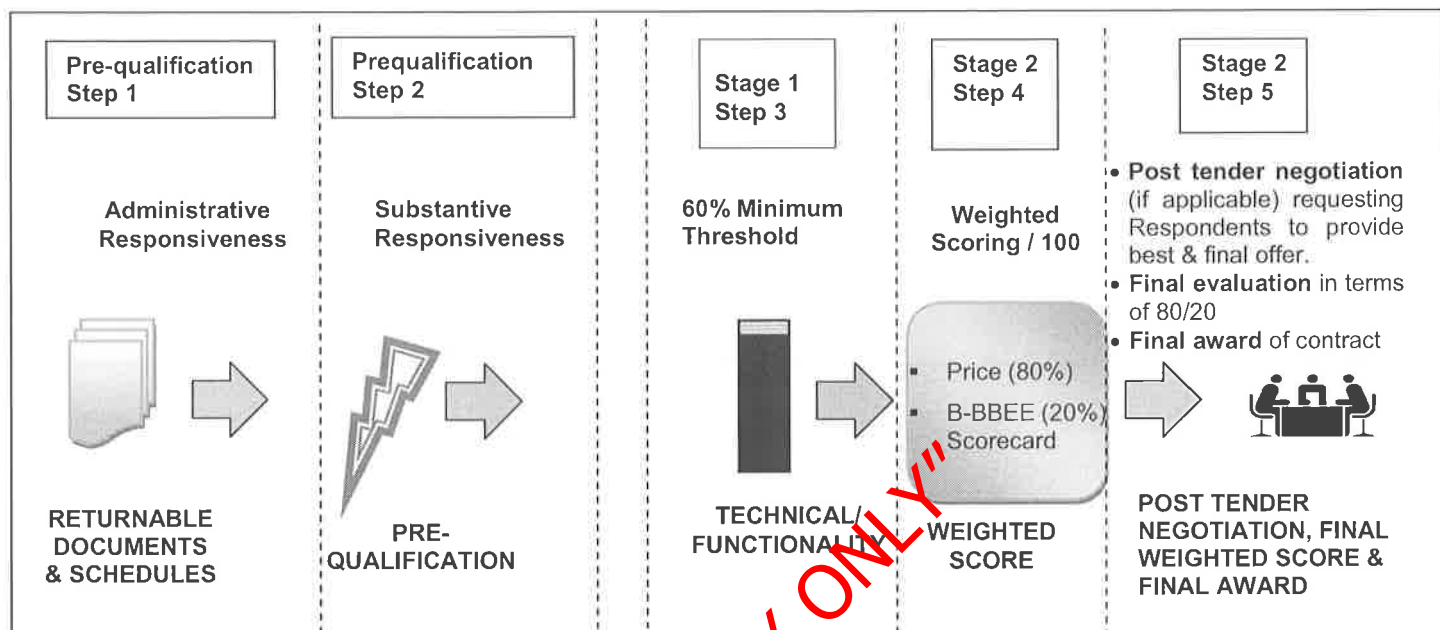 Pre-qualification
Step 1
Prequalification
Step 2
Stage 1
Step 3
Stage 2
Step 4
Stage 2
Step 5
Administrative
Responsiveness
Substantive
Responsiveness
60% Minimum
Threshold
Weighted
Scoring / 100
• Post tender negotiation
(if applicable) requesting
Respondents to provide
best & final offer.
• Final evaluation in terms
of 80/20
• Final award of contract
▪ Price (80%)
▪ B-BBEE (20%)
Scorecard
RETURNABLE
DOCUMENTS
& SCHEDULES
PRE-
QUALIFICATION
TECHNICAL/
FUNCTIONALITY
WEIGHTED
SCORE
POST TENDER
NEGOTIATION, FINAL
WEIGHTED SCORE &
FINAL AWARD
ONLY"